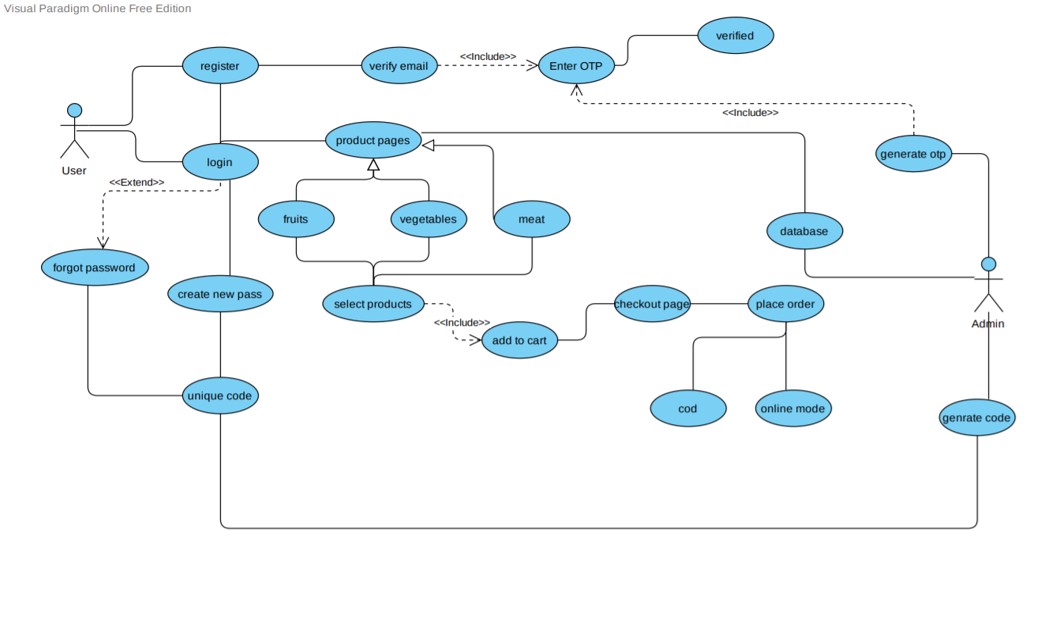 Visual Paradigm Online Free Edition
verified
register
verify email
<<Include>>
Enter OTP
<<Include>>
product pages
generate otp
login
User
<<Extend>>
fruits
vegetables
meat
database
forgot password
create new pass
select products
<<Include>>
checkout page
place order
Admin
add to cart
unique code
cod
online mode
genrate code